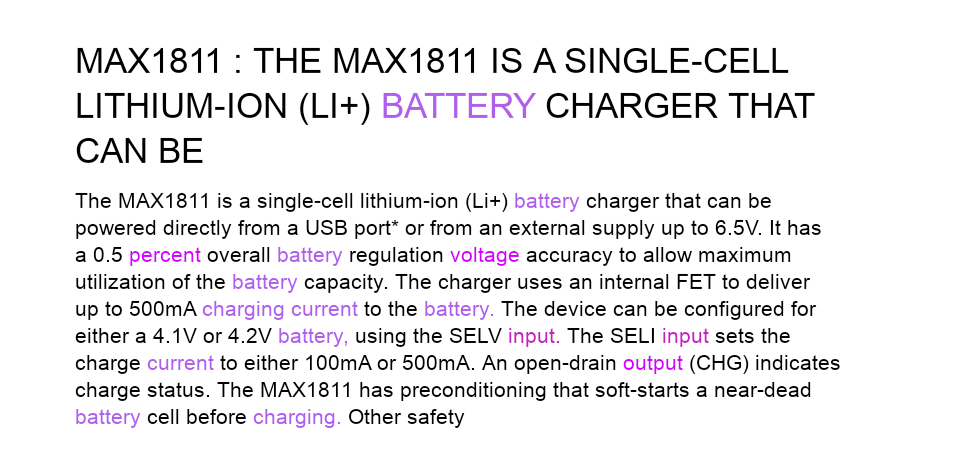 MAX1811 : THE MAX1811 IS A SINGLE-CELL
LITHIUM-ION (LI+) BATTERY CHARGER THAT
CAN BE
The MAX1811 is a single-cell lithium-ion (Li+) battery charger that can be
powered directly from a USB port* or from an external supply up to 6.5V. It has
a 0.5 percent overall battery regulation voltage accuracy to allow maximum
utilization of the battery capacity. The charger uses an internal FET to deliver
up to 500mA charging current to the battery. The device can be configured for
either a 4.1V or 4.2V battery, using the SELV input. The SELI input sets the
charge current to either 100mA or 500mA. An open-drain output (CHG) indicates
charge status. The MAX1811 has preconditioning that soft-starts a near-dead
battery cell before charging. Other safety